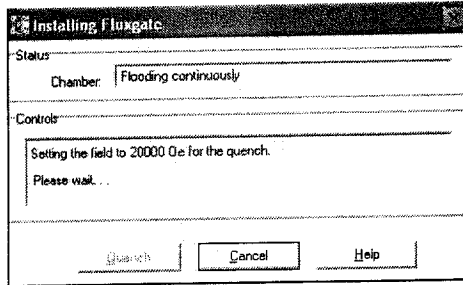 Installing Fluxgate
Status
Chamber: Flooding continuously
Controls
Setting the field to 20000 Oe for the quench.
Please wait. . .
Quench Cancel Help